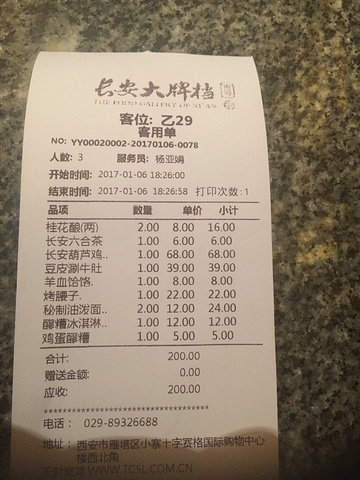 长安大牌档
THE FOOD GALLERY OF XI'AN
客位: 乙29
客用单
NO: YY00020002-20170106-0078
人数: 3 服务员: 杨亚娟
开始时间: 2017-01-06 18:26:00
结束时间: 2017-01-06 18:26:58 打印次数: 1
品项 数量 单价 小计
桂花酿(两) 2.00 8.00 16.00
长安六合茶 1.00 6.00 6.00
长安葫芦鸡.. 1.00 68.00 68.00
豆皮涮牛肚 1.00 39.00 39.00
羊血饸饹. 1.00 8.00 8.00
烤腰子. 1.00 22.00 22.00
秘制油泼面.. 2.00 12.00 24.00
醪糟冰淇淋.. 1.00 12.00 12.00
鸡蛋醪糟 1.00 5.00 5.00
合计: 200.00
赠送金额: 0.00
应收: 200.00
************************************
电话: 029-89326688
地址: 西安市雁塔区小寨十字赛格国际购物中心
楼西北角
WWW.TCSL.COM.CN